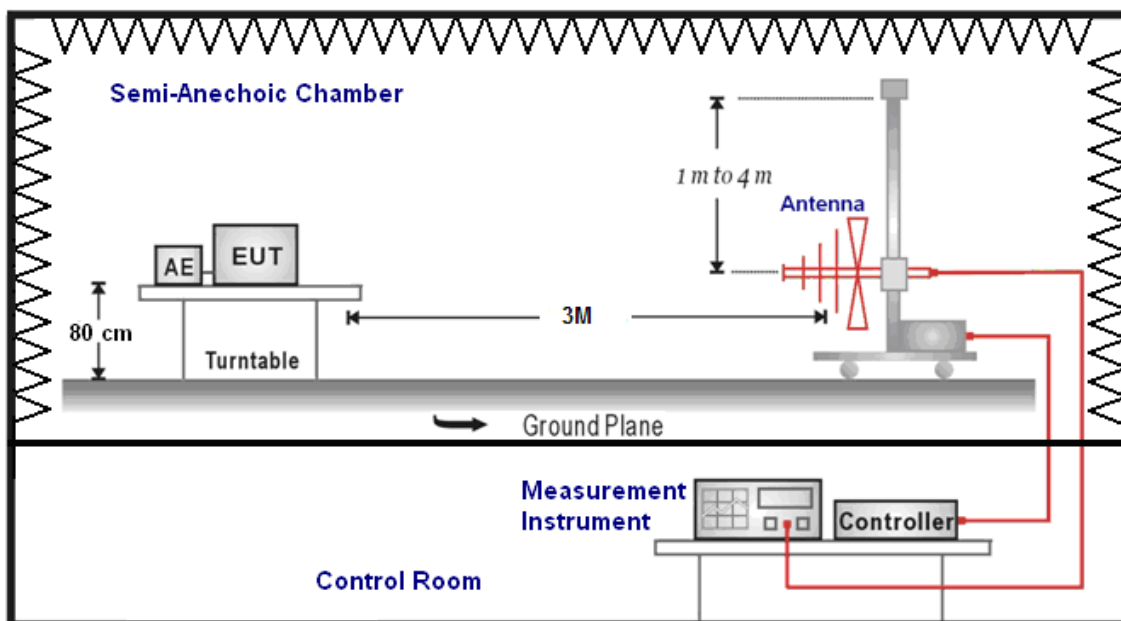 Semi-Anechoic Chamber
1 m to 4 m
Antenna
AE
EUT
80 cm
3M
Turntable
Ground Plane
Measurement
Instrument
Controller
Control Room